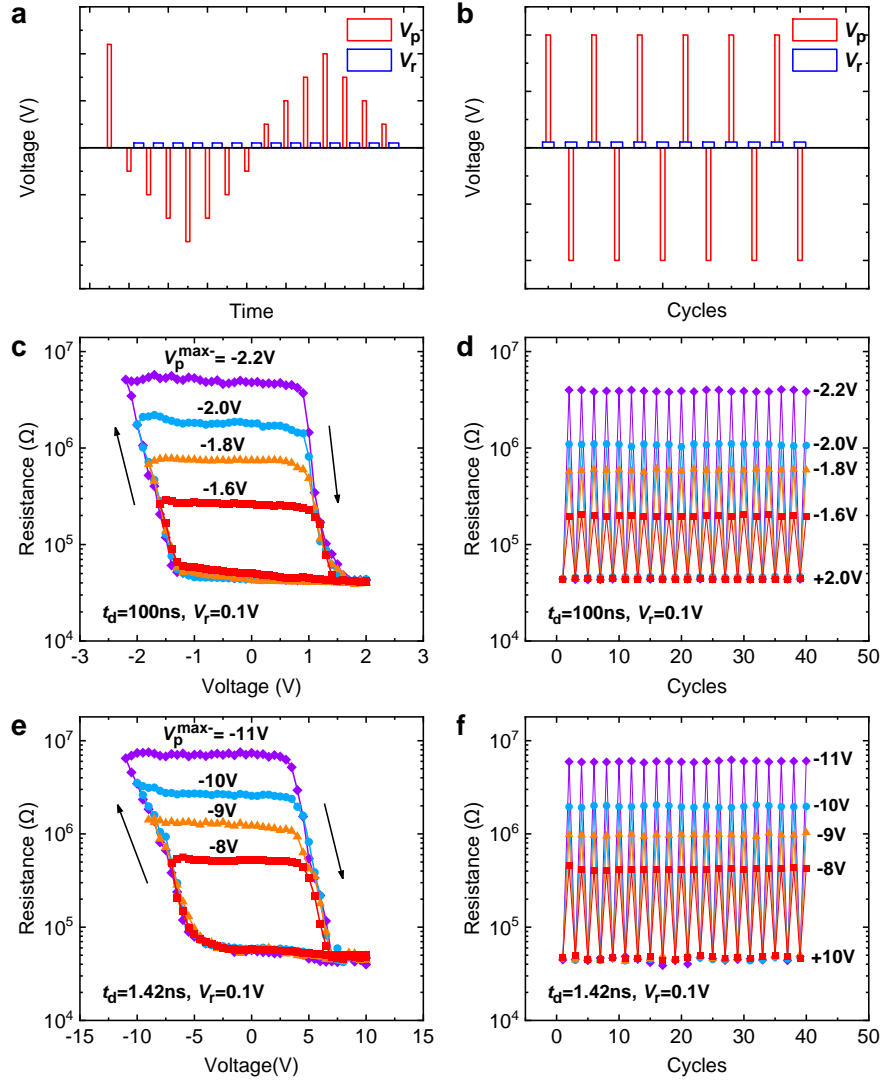 a
V_p
V_r
Voltage (V)
Time
b
V_p
V_r
Voltage (V)
Cycles
c
10^7
10^6
10^5
10^4
Resistance (Ω)
V_p^max-= -2.2V
-2.0V
-1.8V
-1.6V
t_d=100ns, V_r=0.1V
-3 -2 -1 0 1 2 3
Voltage (V)
d
10^7
10^6
10^5
10^4
Resistance (Ω)
-2.2V
-2.0V
-1.8V
-1.6V
+2.0V
t_d=100ns, V_r=0.1V
0 10 20 30 40 50
Cycles
e
10^7
10^6
10^5
10^4
Resistance (Ω)
V_p^max-= -11V
-10V
-9V
-8V
t_d=1.42ns, V_r=0.1V
-15 -10 -5 0 5 10 15
Voltage(V)
f
10^7
10^6
10^5
10^4
Resistance (Ω)
-11V
-10V
-9V
-8V
+10V
t_d=1.42ns, V_r=0.1V
0 10 20 30 40 50
Cycles